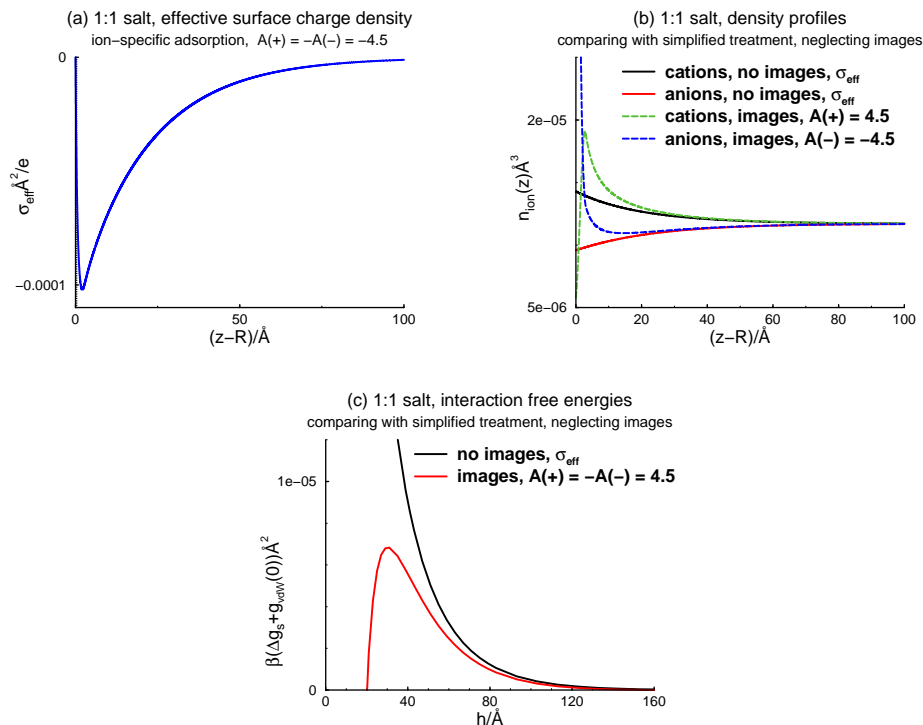 (a) 1:1 salt, effective surface charge density
ion−specific adsorption, A(+) = −A(−) = −4.5
0
−0.0001
σeffÅ²/e
0
50
100
(z−R)/Å
(b) 1:1 salt, density profiles
comparing with simplified treatment, neglecting images
cations, no images, σeff
anions, no images, σeff
cations, images, A(+) = 4.5
anions, images, A(−) = −4.5
2e−05
5e−06
nion(z)Å³
0
20
40
60
80
100
(z−R)/Å
(c) 1:1 salt, interaction free energies
comparing with simplified treatment, neglecting images
no images, σeff
images, A(+) = −A(−) = 4.5
1e−05
0
β(Δgs+gvdW(0))Å²
0
40
80
120
160
h/Å